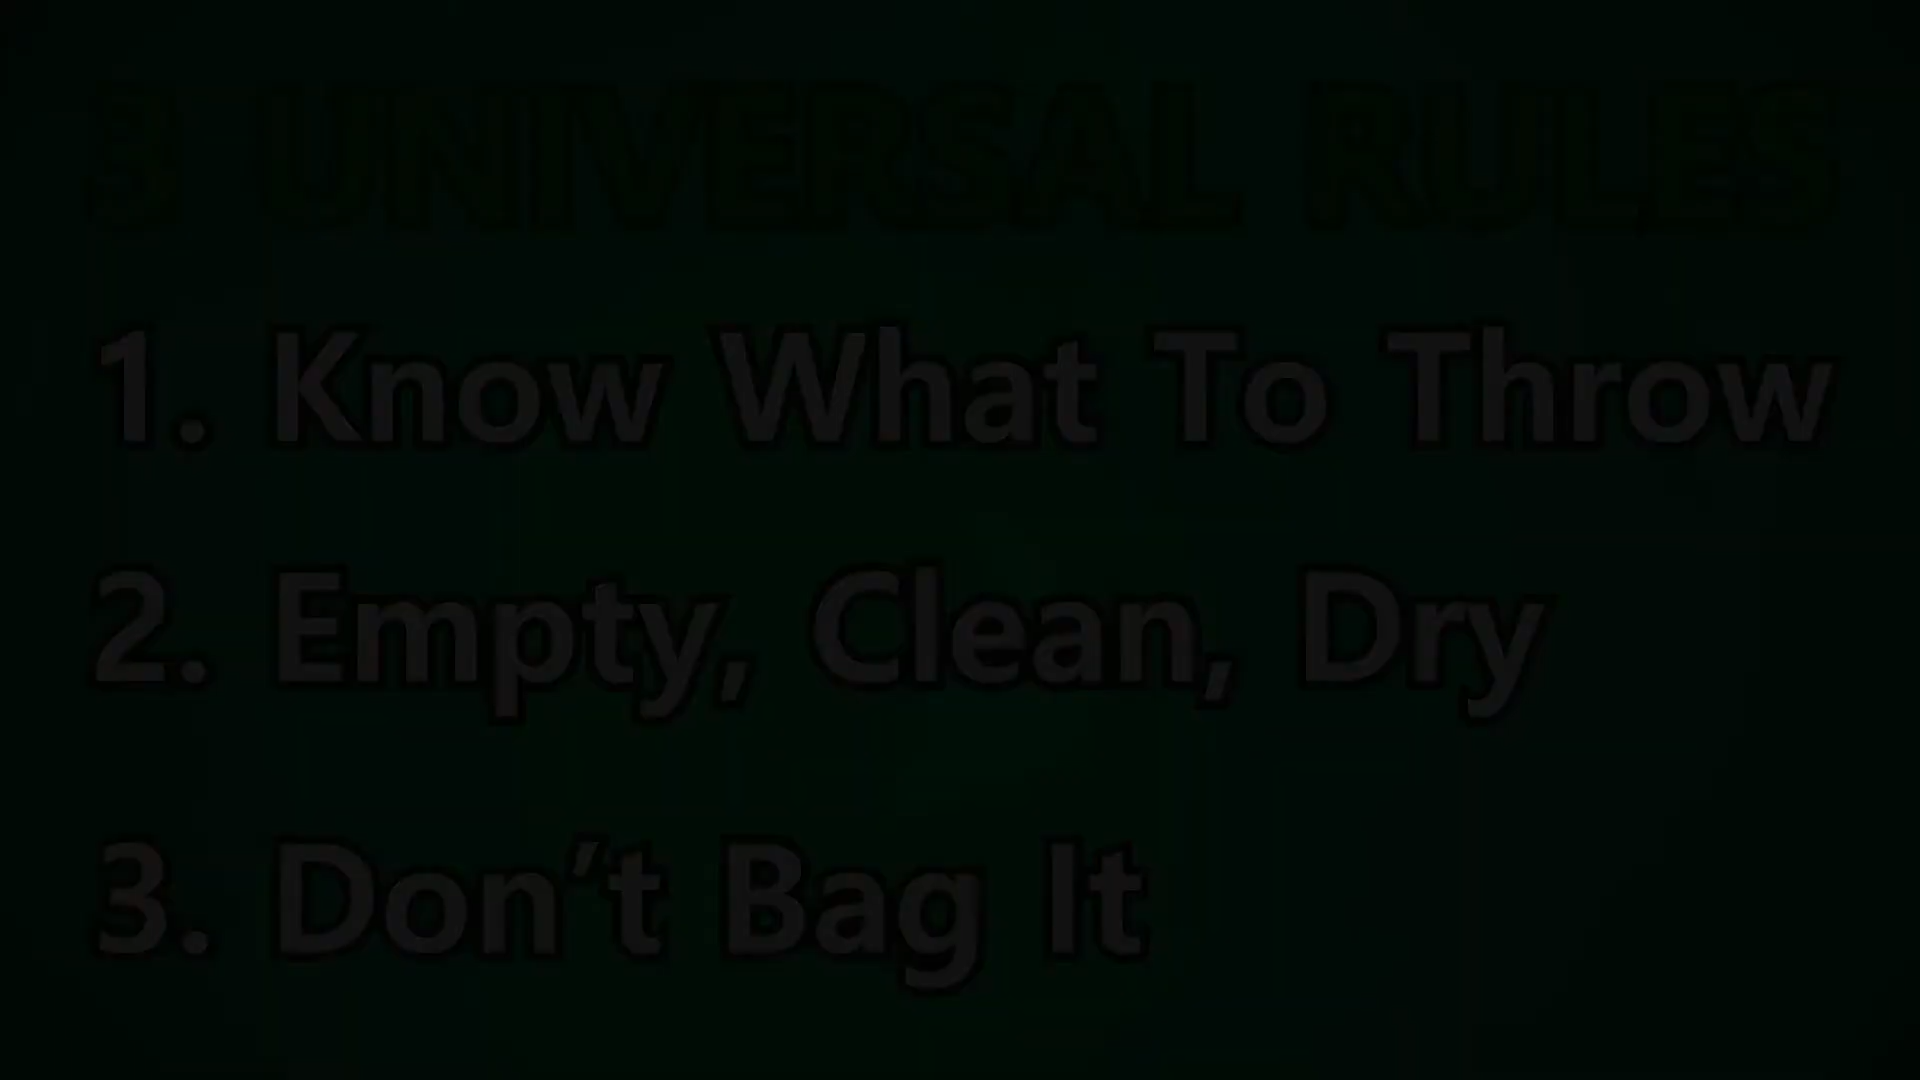 3 UNIVERSAL RULES
1. Know What To Throw
2. Empty, Clean, Dry
3. Don’t Bag It